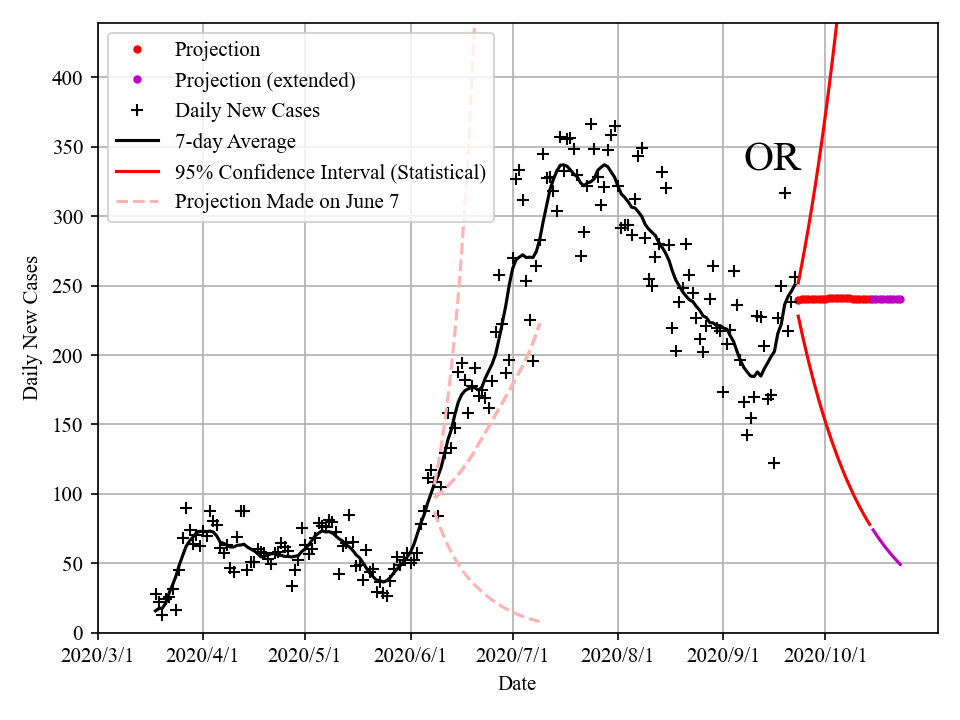 Projection
Projection (extended)
Daily New Cases
7-day Average
95% Confidence Interval (Statistical)
Projection Made on June 7
OR
Daily New Cases
400
350
300
250
200
150
100
50
0
2020/3/1 2020/4/1 2020/5/1 2020/6/1 2020/7/1 2020/8/1 2020/9/1 2020/10/1
Date